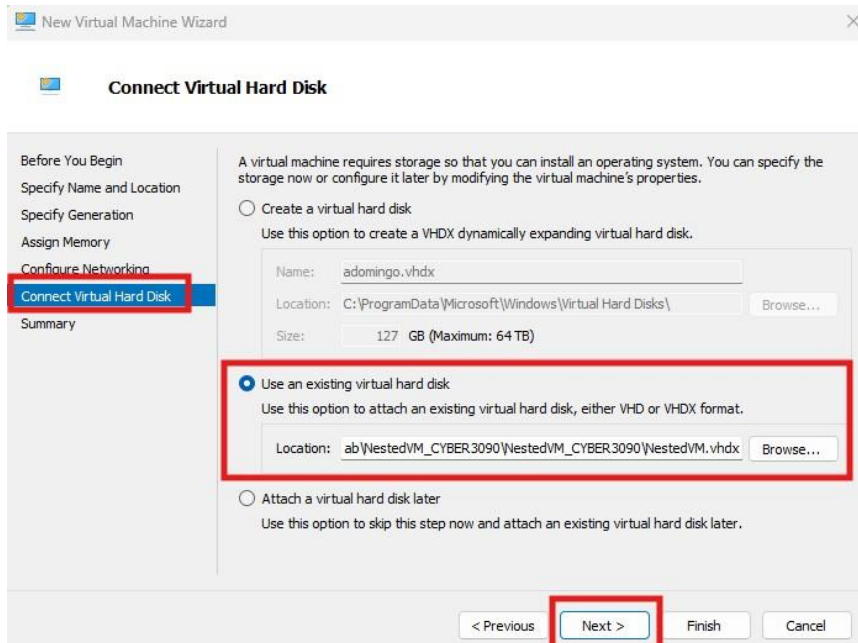 New Virtual Machine Wizard
Connect Virtual Hard Disk
Before You Begin
Specify Name and Location
Specify Generation
Assign Memory
Configure Networking
Connect Virtual Hard Disk
Summary
A virtual machine requires storage so that you can install an operating system. You can specify the
storage now or configure it later by modifying the virtual machine's properties.
Create a virtual hard disk
Use this option to create a VHDX dynamically expanding virtual hard disk.
Name: adomingo.vhdx
Location: C:\ProgramData\Microsoft\Windows\Virtual Hard Disks\ Browse...
Size: 127 GB (Maximum: 64 TB)
Use an existing virtual hard disk
Use this option to attach an existing virtual hard disk, either VHD or VHDX format.
Location: ab\NestedVM_CYBER3090\NestedVM_CYBER3090\NestedVM.vhdx Browse...
Attach a virtual hard disk later
Use this option to skip this step now and attach an existing virtual hard disk later.
< Previous Next > Finish Cancel